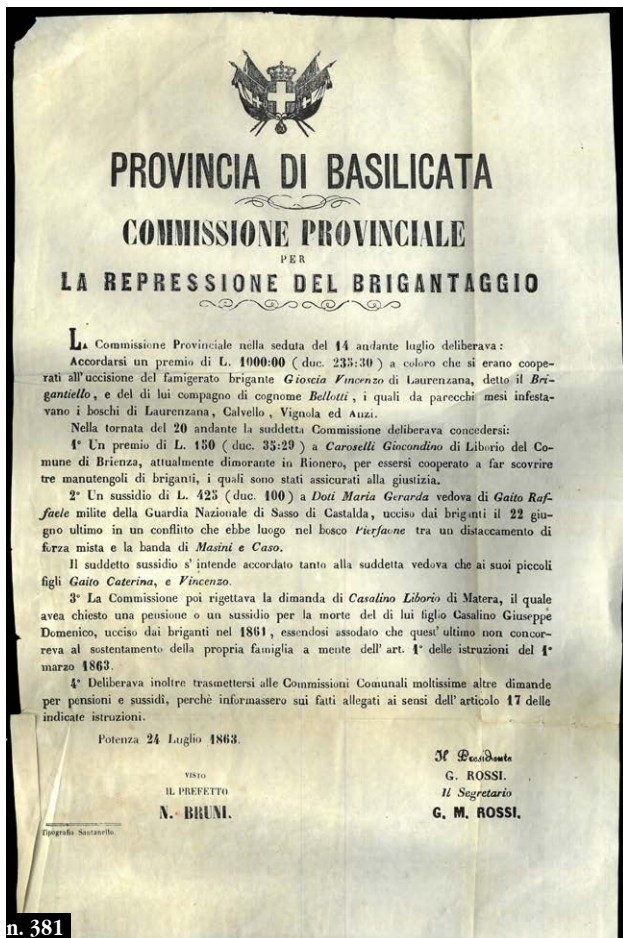 PROVINCIA DI BASILICATA
COMMISSIONE PROVINCIALE
PER
LA REPRESSIONE DEL BRIGANTAGGIO
LA Commissione Provinciale nella seduta del 14 andante luglio deliberava :
Accordarsi un premio di L. 1000:00 ( duc. 235:30 ) a coloro che si erano coope-
rati all'uccisione del famigerato brigante Gioscia Vincenzo di Laurenzana, detto il Bri-
gantiello, e del di lui compagno di cognome Bellotti, i quali da parecchi mesi infesta-
vano i boschi di Laurenzana, Calvello, Vignola ed Anzi.
Nella tornata del 20 andante la suddetta Commissione deliberava concedersi:
1° Un premio di L. 150 ( duc. 35:29 ) a Caroselli Giocondino di Liborio del Co-
mune di Brienza, attualmente dimorante in Rionero, per essersi cooperato a far scovrire
tre manutengoli di briganti, i quali sono stati assicurati alla giustizia.
2° Un sussidio di L. 425 ( duc. 100 ) a Doti Maria Gerarda vedova di Gaito Raf-
faele milite della Guardia Nazionale di Sasso di Castalda, ucciso dai briganti il 22 giu-
gno ultimo in un conflitto che ebbe luogo nel bosco Pierfaone tra un distaccamento di
forza mista e la banda di Masini e Caso.
Il suddetto sussidio s'intende accordato tanto alla suddetta vedova che ai suoi piccoli
figli Gaito Caterina, e Vincenzo.
3° La Commissione poi rigettava la dimanda di Casalino Liborio di Matera, il quale
avea chiesto una pensione o un sussidio per la morte del di lui figlio Casalino Giuseppe
Domenico, ucciso dai briganti nel 1861, essendosi assodato che quest'ultimo non concor-
reva al sostentamento della propria famiglia a mente dell'art. 1° delle istruzioni del 1°
marzo 1863.
4° Deliberava inoltre trasmettersi alle Commissioni Comunali moltissime altre dimande
per pensioni e sussidî, perchè informassero sui fatti allegati ai sensi dell'articolo 17 delle
indicate istruzioni.
Potenza 24 Luglio 1863.
Il Presidente
G. ROSSI.
Il Segretario
G. M. ROSSI.
VISTO
IL PREFETTO
N. BRUNI.
Tipografia Santanello.
n. 381